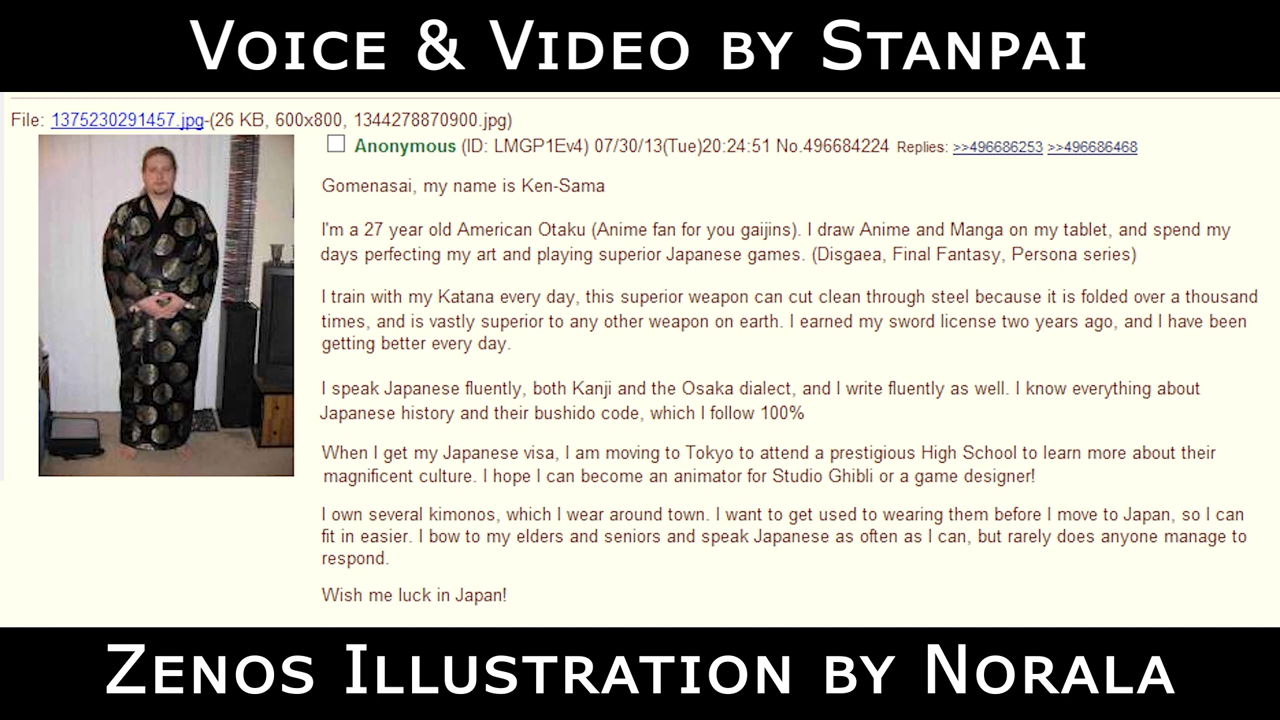 VOICE & VIDEO BY STANPAI
File: 1375230291457.jpg-(26 KB, 600x800, 1344278870900.jpg)
Anonymous (ID: LMGP1Ev4) 07/30/13(Tue)20:24:51 No.496684224 Replies: >>496686253 >>496686468
Gomenasai, my name is Ken-Sama
I'm a 27 year old American Otaku (Anime fan for you gaijins). I draw Anime and Manga on my tablet, and spend my
days perfecting my art and playing superior Japanese games. (Disgaea, Final Fantasy, Persona series)
I train with my Katana every day, this superior weapon can cut clean through steel because it is folded over a thousand
times, and is vastly superior to any other weapon on earth. I earned my sword license two years ago, and I have been
getting better every day.
I speak Japanese fluently, both Kanji and the Osaka dialect, and I write fluently as well. I know everything about
Japanese history and their bushido code, which I follow 100%
When I get my Japanese visa, I am moving to Tokyo to attend a prestigious High School to learn more about their
magnificent culture. I hope I can become an animator for Studio Ghibli or a game designer!
I own several kimonos, which I wear around town. I want to get used to wearing them before I move to Japan, so I can
fit in easier. I bow to my elders and seniors and speak Japanese as often as I can, but rarely does anyone manage to
respond.
Wish me luck in Japan!
ZENOS ILLUSTRATION BY NORALA